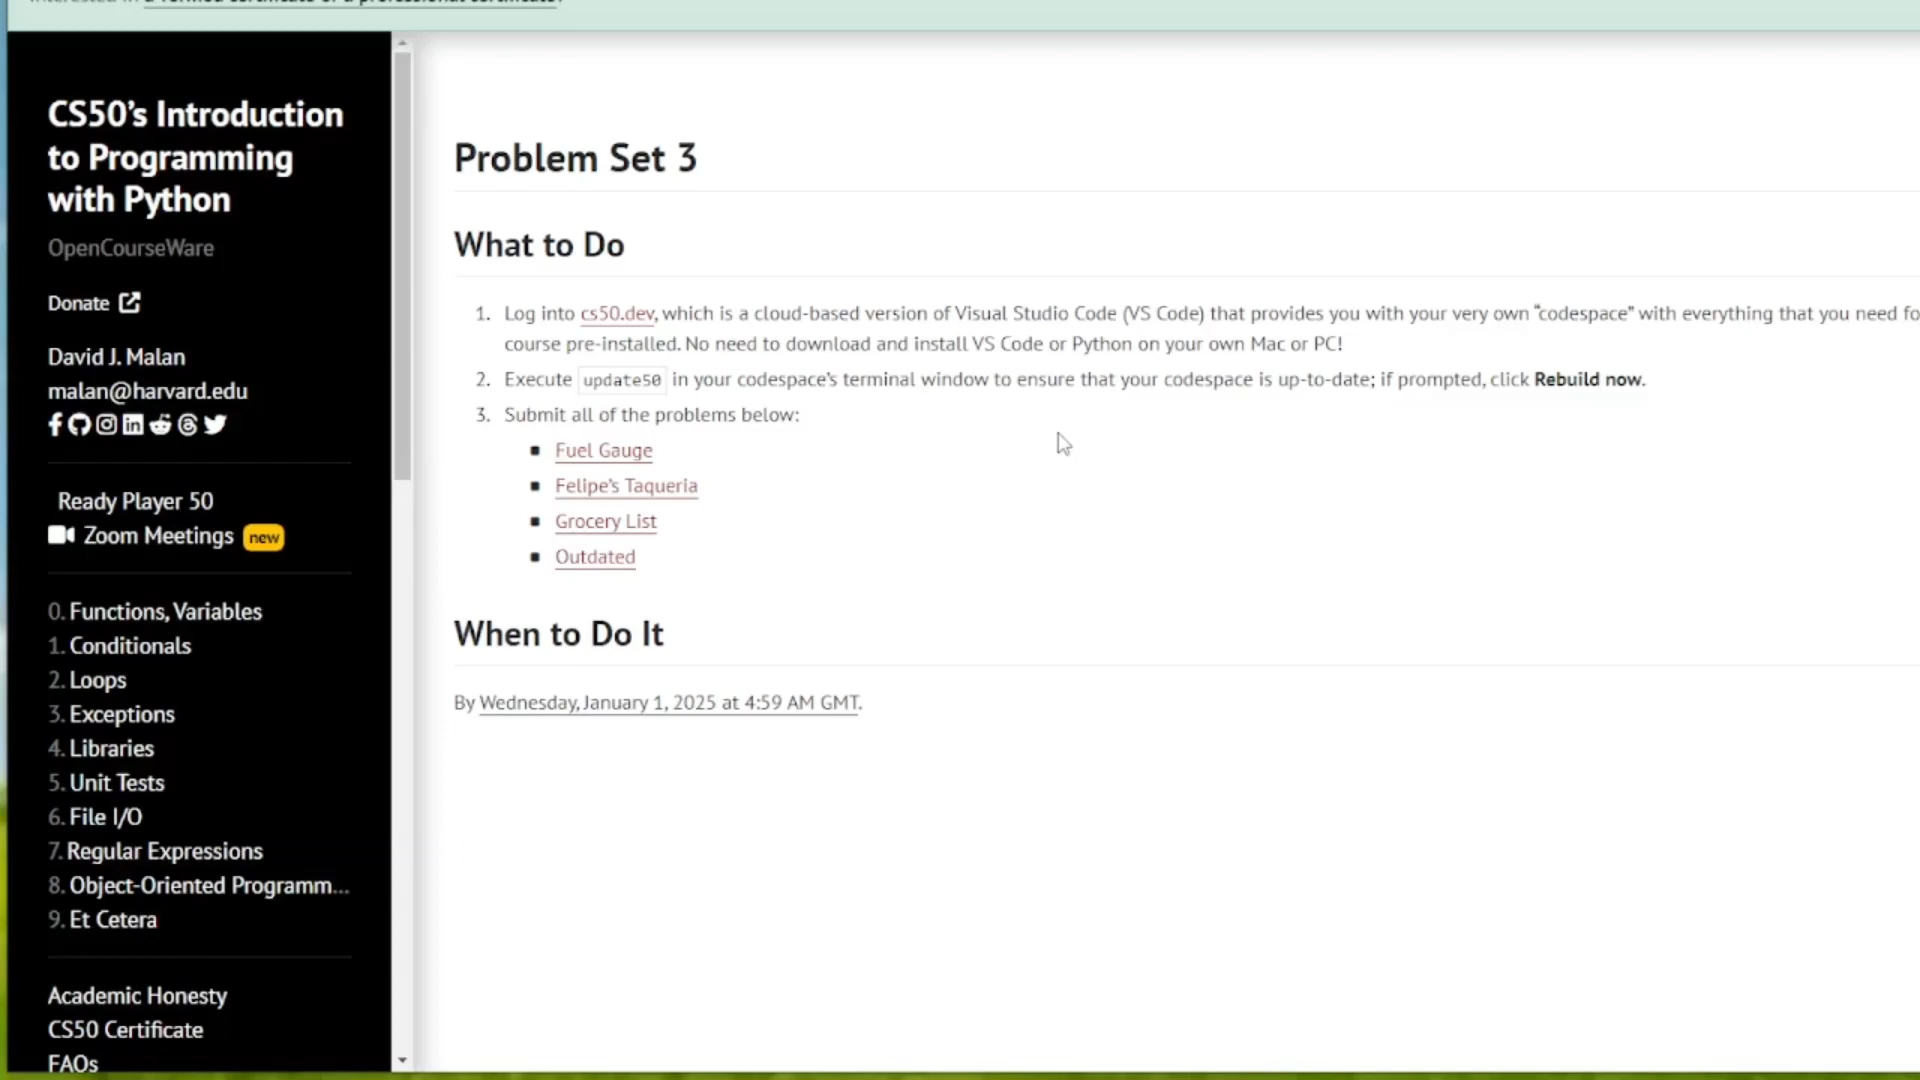 interested in a verified certificate or a professional certificate.
CS50's Introduction
to Programming
with Python
OpenCourseWare
Donate
David J. Malan
malan@harvard.edu
Ready Player 50
Zoom Meetings new
0. Functions, Variables
1. Conditionals
2. Loops
3. Exceptions
4. Libraries
5. Unit Tests
6. File I/O
7. Regular Expressions
8. Object-Oriented Programm...
9. Et Cetera
Academic Honesty
CS50 Certificate
FAQs
Problem Set 3
What to Do
1. Log into cs50.dev, which is a cloud-based version of Visual Studio Code (VS Code) that provides you with your very own “codespace” with everything that you need fo
course pre-installed. No need to download and install VS Code or Python on your own Mac or PC!
2. Execute update50 in your codespace’s terminal window to ensure that your codespace is up-to-date; if prompted, click Rebuild now.
3. Submit all of the problems below:
Fuel Gauge
Felipe’s Taqueria
Grocery List
Outdated
When to Do It
By Wednesday, January 1, 2025 at 4:59 AM GMT.